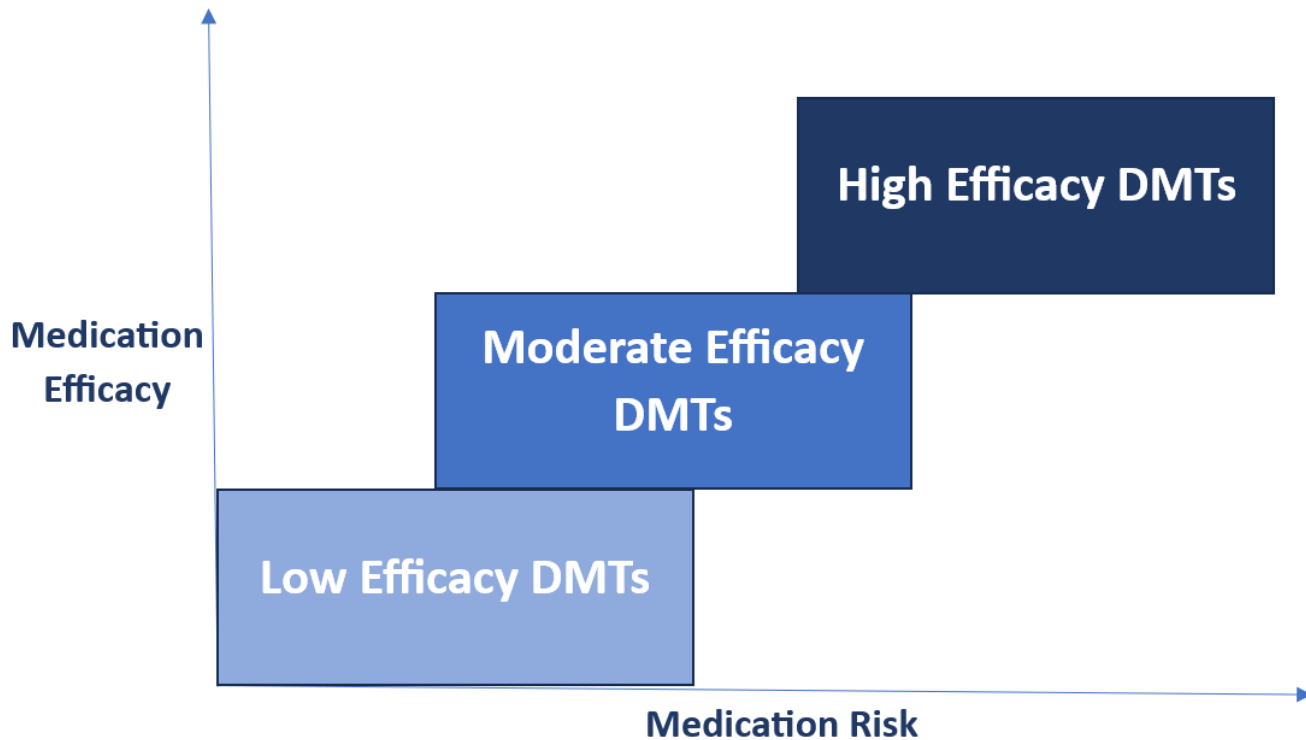 High Efficacy DMTs
Medication
Efficacy
Moderate Efficacy
DMTs
Low Efficacy DMTs
Medication Risk